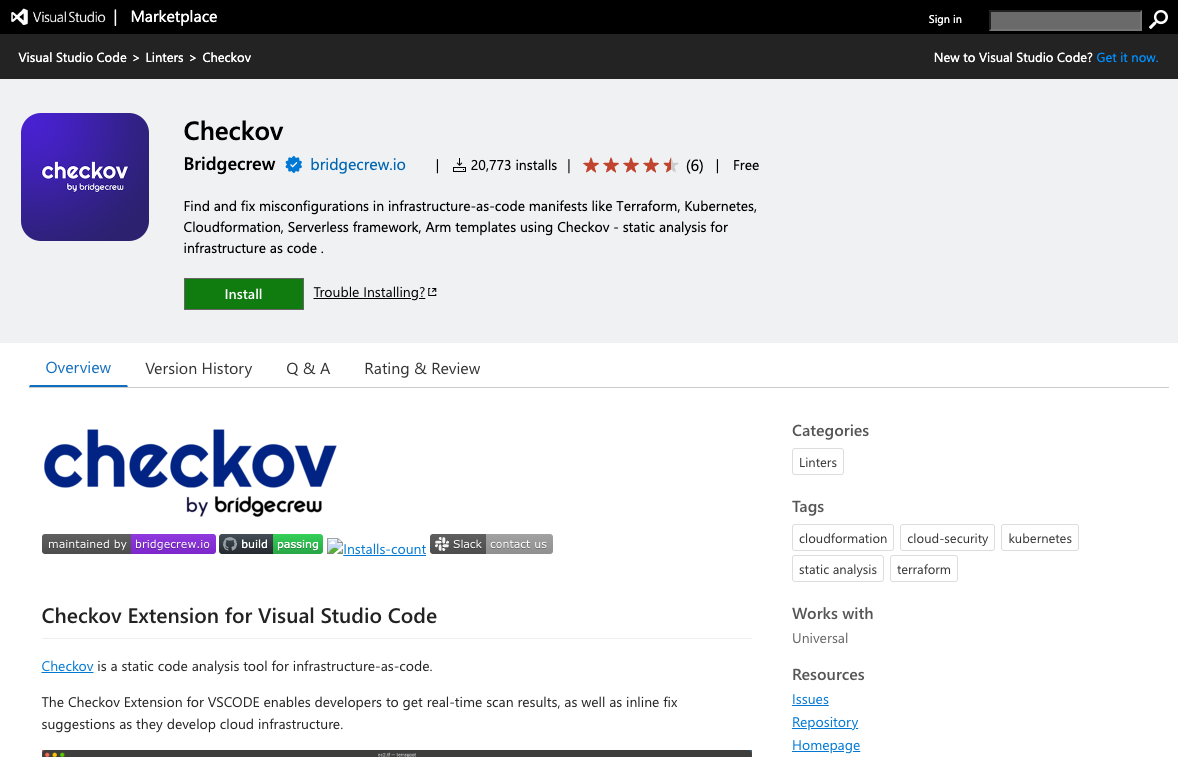 Visual Studio | Marketplace
Sign in
Visual Studio Code > Linters > Checkov
New to Visual Studio Code? Get it now.
checkov
by bridgecrew
Checkov
Bridgecrew bridgecrew.io | 20,773 installs | (6) | Free
Find and fix misconfigurations in infrastructure-as-code manifests like Terraform, Kubernetes,
Cloudformation, Serverless framework, Arm templates using Checkov - static analysis for
infrastructure as code .
Install
Trouble Installing?
Overview
Version History
Q & A
Rating & Review
checkov
by bridgecrew
maintained by bridgecrew.io
build passing
Installs-count
Slack contact us
Checkov Extension for Visual Studio Code
Checkov is a static code analysis tool for infrastructure-as-code.
The Checkov Extension for VSCODE enables developers to get real-time scan results, as well as inline fix
suggestions as they develop cloud infrastructure.
Categories
Linters
Tags
cloudformation
cloud-security
kubernetes
static analysis
terraform
Works with
Universal
Resources
Issues
Repository
Homepage